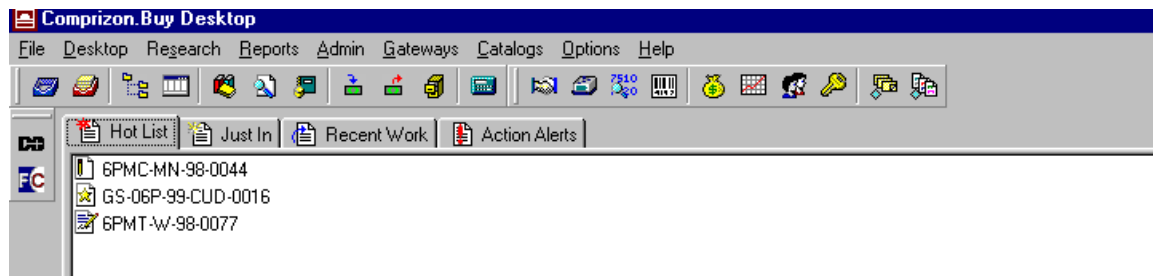 Comprizon.Buy Desktop
File Desktop Research Reports Admin Gateways Catalogs Options Help
7510
Hot List Just In Recent Work Action Alerts
FC
6PMC-MN-98-0044
GS-06P-99-CUD-0016
6PMT-W-98-0077